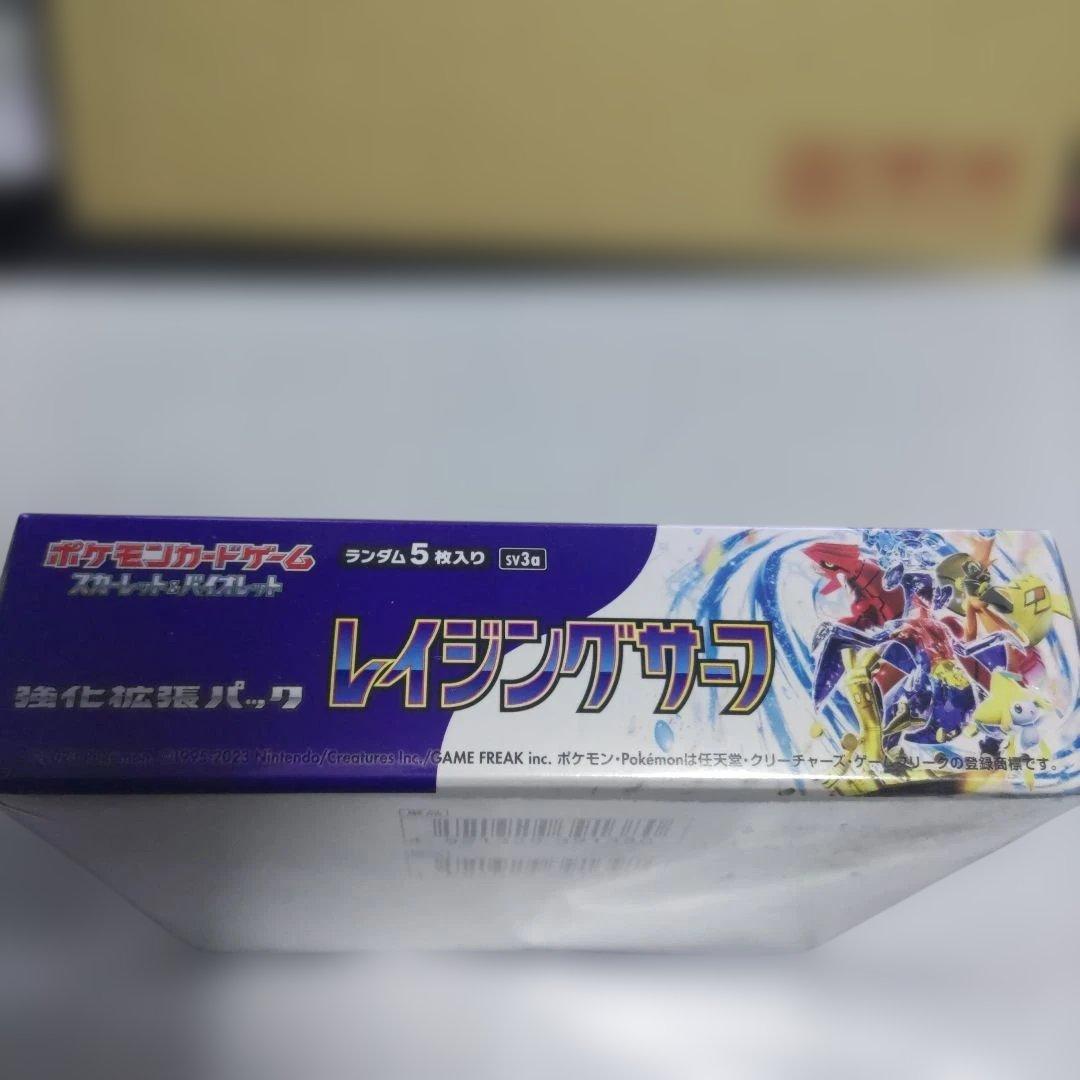 ポケモンカードゲーム
スカーレット&バイオレット
ランダム5枚入り sv3a
レイジングサーフ
強化拡張パック
©1995-2023 Nintendo/Creatures Inc./GAME FREAK inc. ポケモン・Pokémonは任天堂・クリーチャーズ・ゲームフリークの登録商標です。